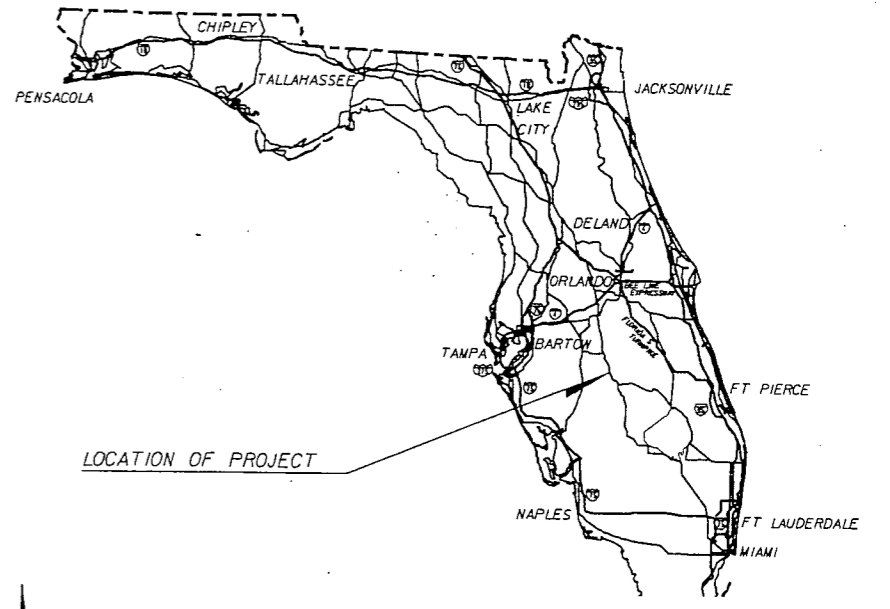 CHIPLEY
TALLAHASSEE
PENSACOLA
JACKSONVILLE
LAKE
CITY
DELAND
ORLANDO
BEE LINE
EXPRESSWAY
FLORIDA'S
TURNPIKE
TAMPA
BARTOW
FT PIERCE
LOCATION OF PROJECT
NAPLES
FT LAUDERDALE
MIAMI